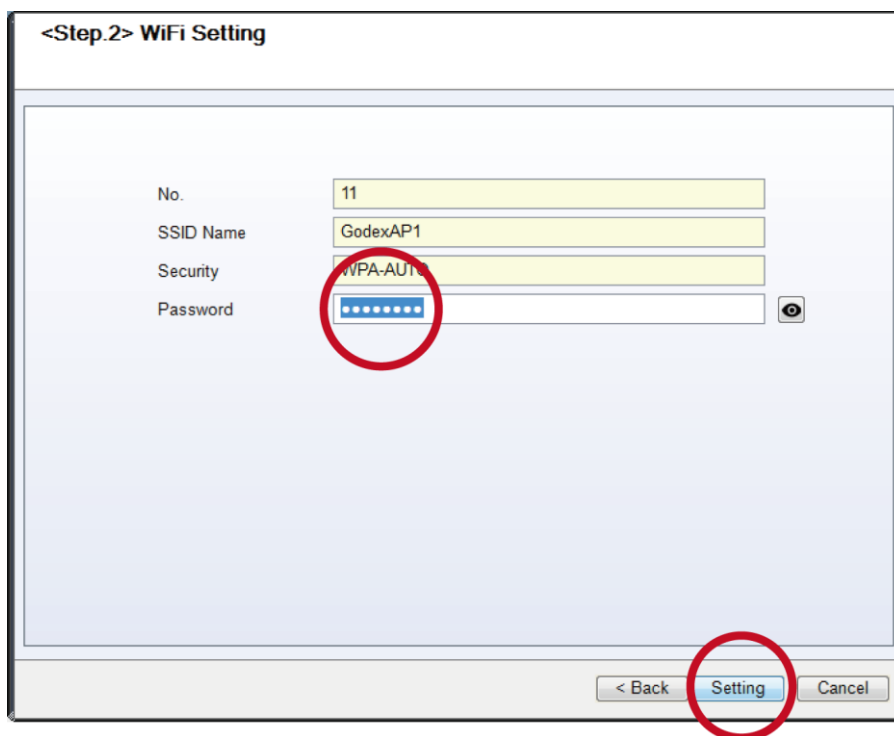 <Step.2> WiFi Setting
No. 11
SSID Name GodexAP1
Security WPA-AUTO
Password ••••••••
< Back Setting Cancel